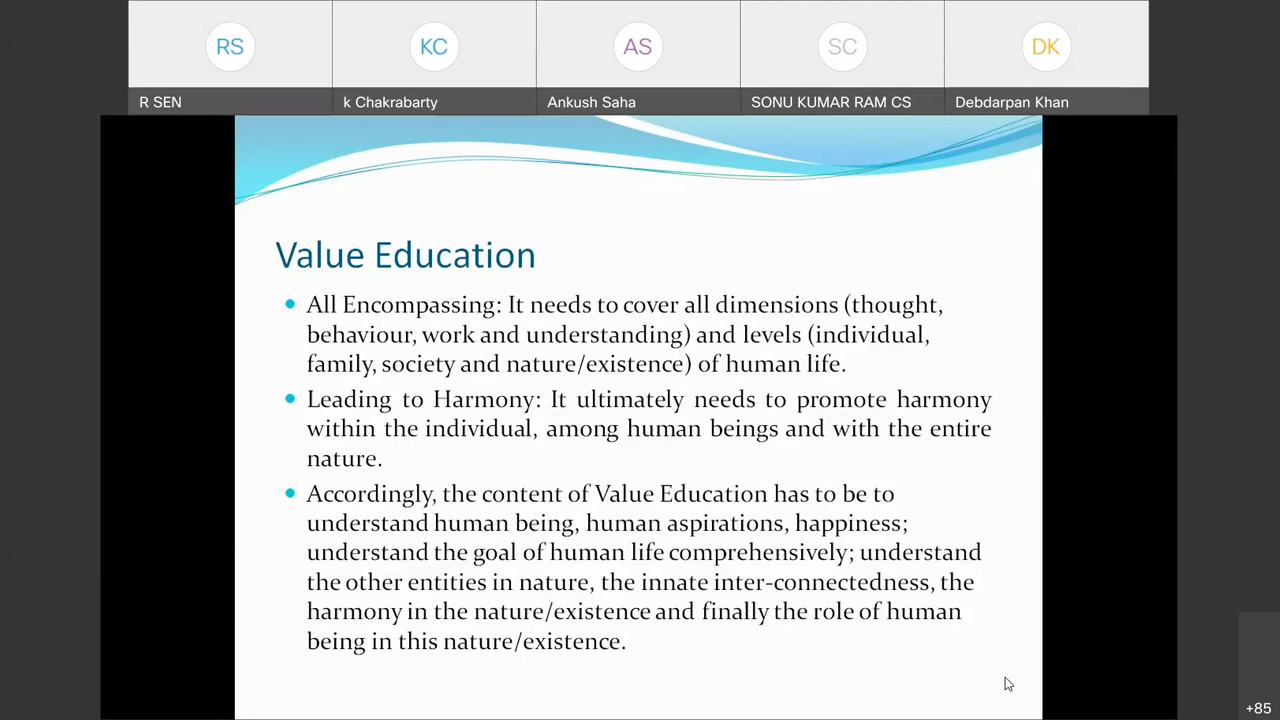 RS
KC
AS
SC
DK
R SEN
k Chakrabarty
Ankush Saha
SONU KUMAR RAM CS
Debdarpan Khan
Value Education
All Encompassing: It needs to cover all dimensions (thought,
behaviour, work and understanding) and levels (individual,
family, society and nature/existence) of human life.
Leading to Harmony: It ultimately needs to promote harmony
within the individual, among human beings and with the entire
nature.
Accordingly, the content of Value Education has to be to
understand human being, human aspirations, happiness;
understand the goal of human life comprehensively; understand
the other entities in nature, the innate inter-connectedness, the
harmony in the nature/existence and finally the role of human
being in this nature/existence.
+85